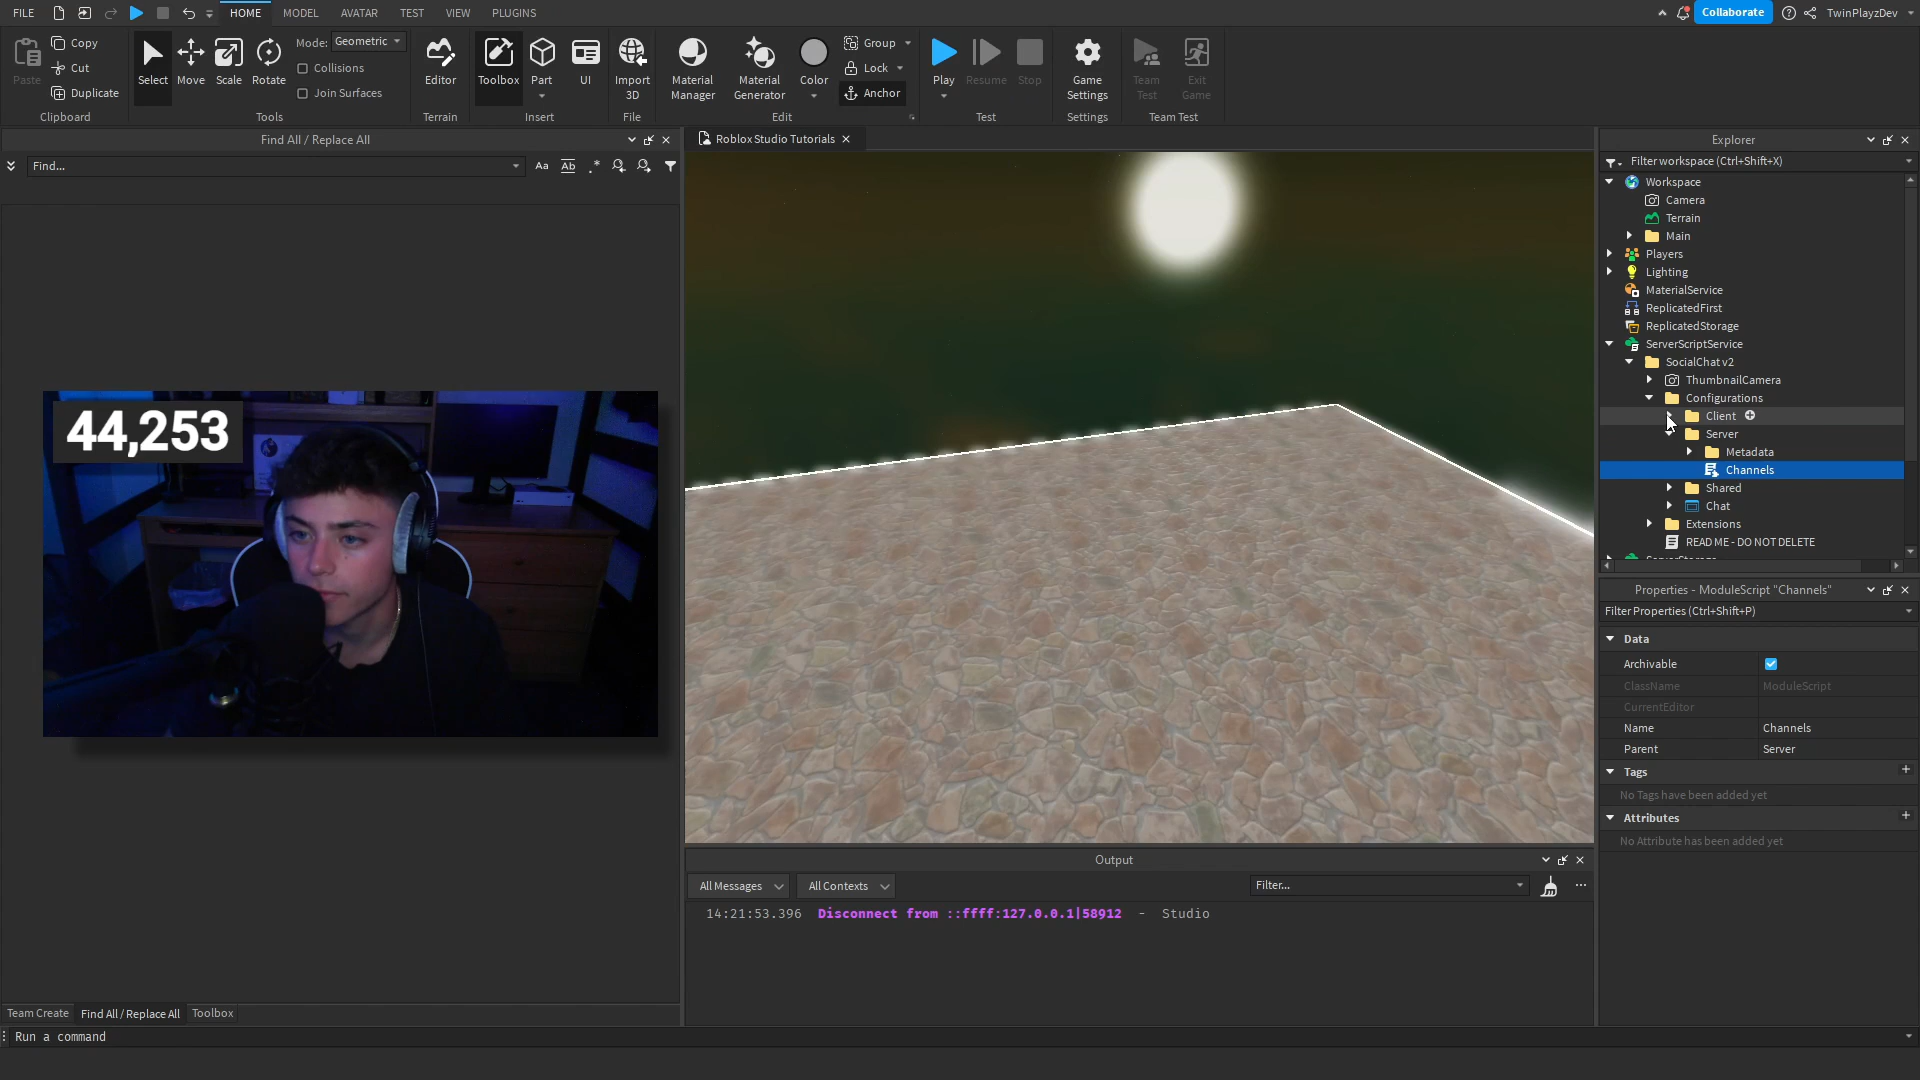 FILE
HOME
MODEL
AVATAR
TEST
VIEW
PLUGINS
Collaborate
TwinPlayzDev
Paste
Copy
Cut
Duplicate
Clipboard
Select
Move
Scale
Rotate
Mode: Geometric
Collisions
Join Surfaces
Tools
Editor
Terrain
Toolbox
Part
UI
Insert
Import
3D
File
Material
Manager
Material
Generator
Color
Group
Lock
Anchor
Edit
Play
Resume
Stop
Test
Game
Settings
Settings
Team
Test
Exit
Game
Team Test
Find All / Replace All
Find...
Aa
Ab
.*
44,253
Team Create
Find All / Replace All
Toolbox
Run a command
Roblox Studio Tutorials
Output
All Messages
All Contexts
Filter...
14:21:53.396 Disconnect from ::ffff:127.0.0.1|58912 - Studio
Explorer
Filter workspace (Ctrl+Shift+X)
Workspace
Camera
Terrain
Main
Players
Lighting
MaterialService
ReplicatedFirst
ReplicatedStorage
ServerScriptService
SocialChat v2
ThumbnailCamera
Configurations
Client
Server
Metadata
Channels
Shared
Chat
Extensions
READ ME - DO NOT DELETE
Properties - ModuleScript "Channels"
Filter Properties (Ctrl+Shift+P)
Data
Archivable
ClassName ModuleScript
CurrentEditor
Name Channels
Parent Server
Tags
No Tags have been added yet
Attributes
No Attribute has been added yet